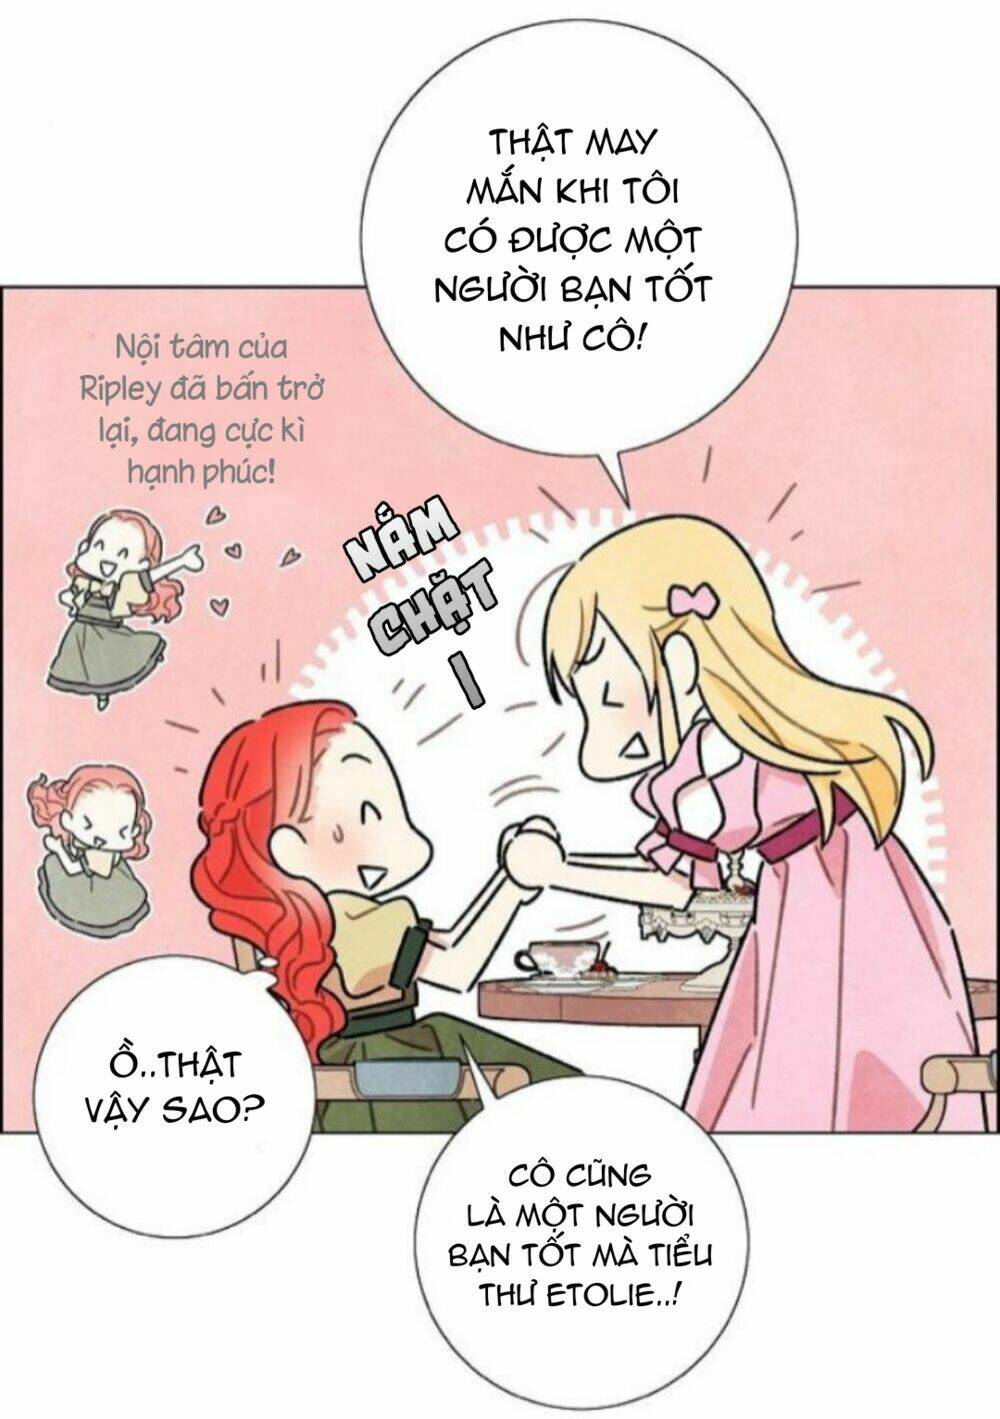 THẬT MAY
MẮN KHI TÔI
CÓ ĐƯỢC MỘT
NGƯỜI BẠN TỐT
NHƯ CÔ!
Nội tâm của
Ripley đã bấn trở
lại, đang cực kì
hạnh phúc!
NẮM
CHẶT
Ồ..THẬT
VẬY SAO?
CÔ CŨNG
LÀ MỘT NGƯỜI
BẠN TỐT MÀ TIỂU
THƯ ETOLIE..!